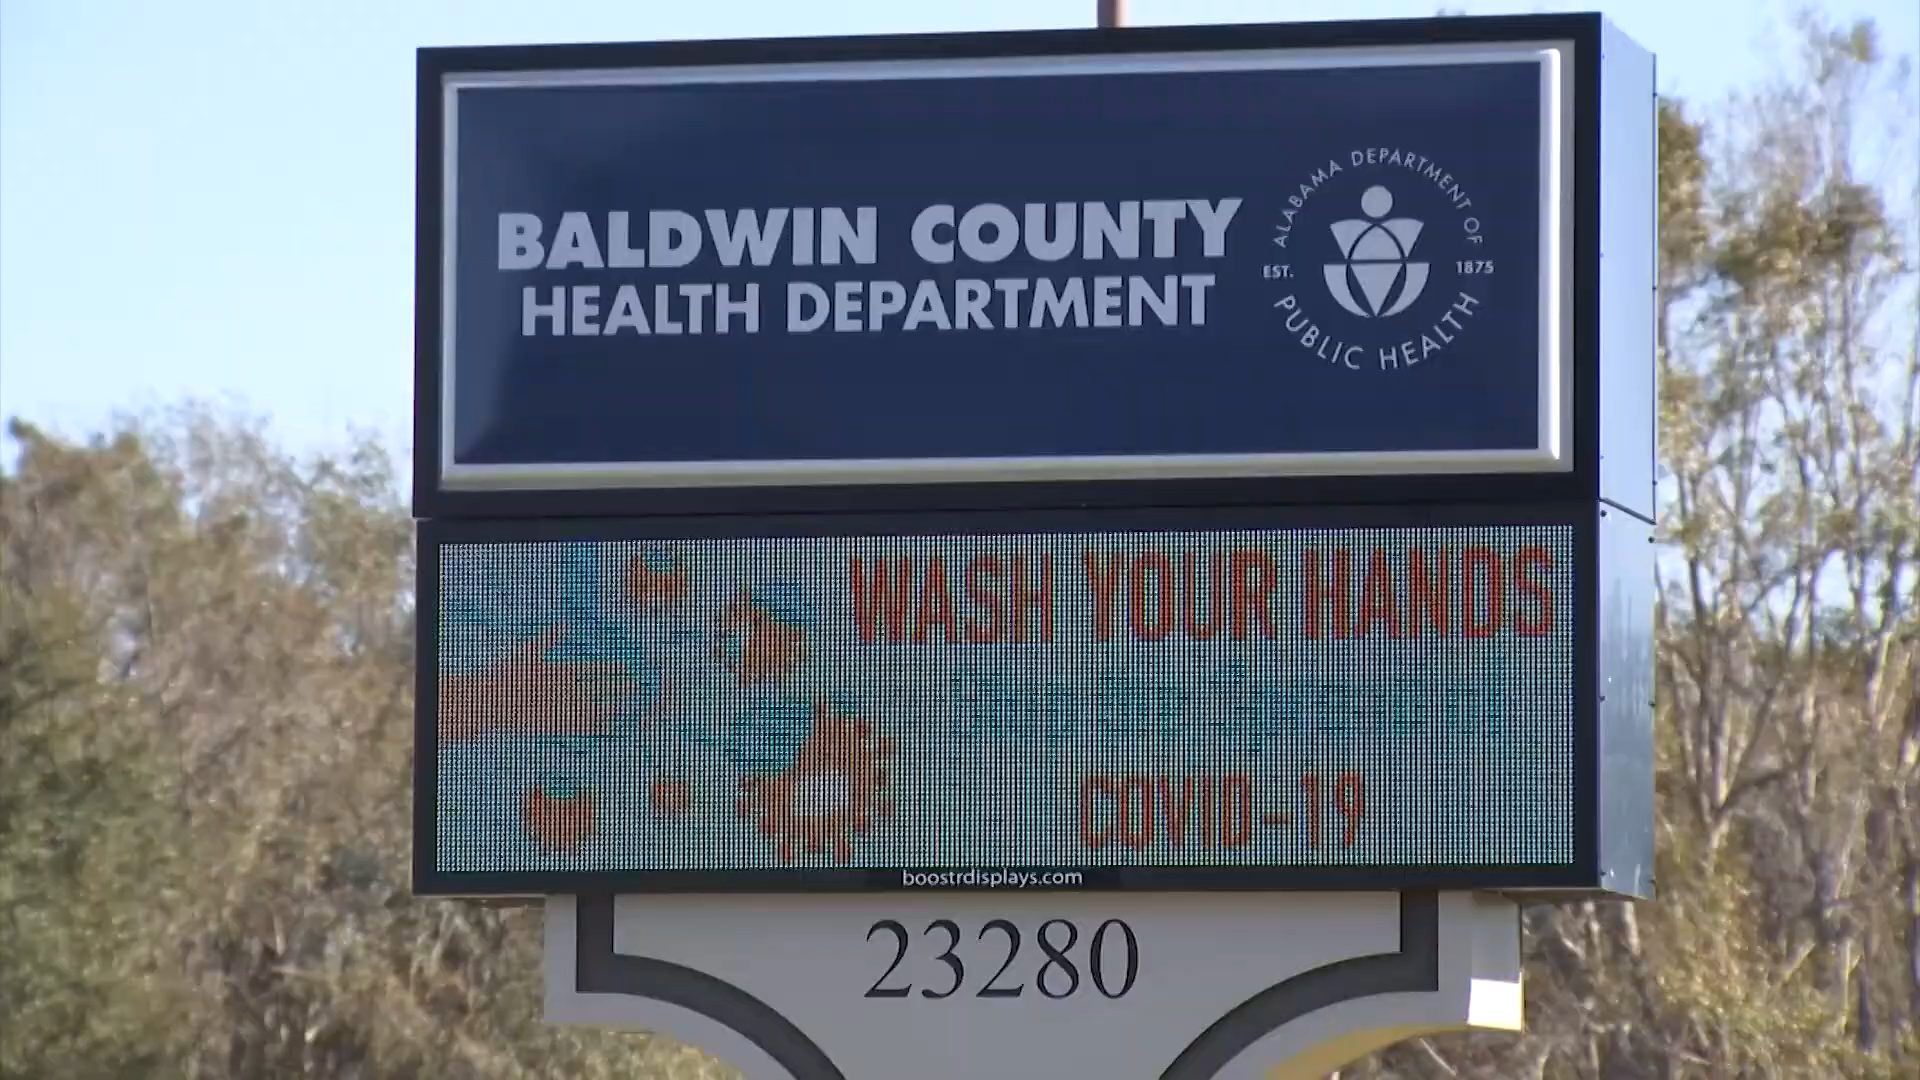 BALDWIN COUNTY
HEALTH DEPARTMENT
ALABAMA DEPARTMENT OF
EST. 1875
PUBLIC HEALTH
WASH YOUR HANDS
COVID-19
boostrdisplays.com
23280